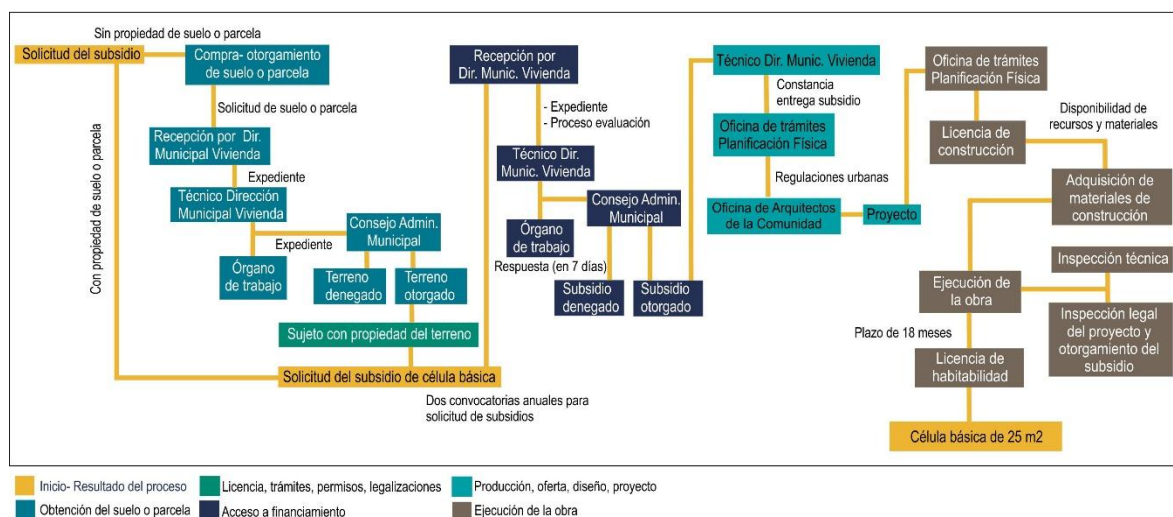 Sin propiedad de suelo o parcela
Solicitud del subsidio
Compra- otorgamiento
de suelo o parcela
Solicitud de suelo o parcela
Recepción por Dir.
Municipal Vivienda
Expediente
Técnico Dirección
Municipal Vivienda
Expediente
Órgano
de trabajo
Consejo Admin.
Municipal
Terreno
denegado
Terreno
otorgado
Sujeto con propiedad del terreno
Con propiedad de suelo o parcela
Solicitud del subsidio de célula básica
Dos convocatorias anuales para
solicitud de subsidios
Recepción por
Dir. Munic. Vivienda
- Expediente
- Proceso evaluación
Técnico Dir.
Munic. Vivienda
Consejo Admin.
Municipal
Órgano
de trabajo
Respuesta (en 7 días)
Subsidio
denegado
Subsidio
otorgado
Técnico Dir. Munic. Vivienda
Constancia
entrega subsidio
Oficina de trámites
Planificación Física
Regulaciones urbanas
Oficina de Arquitectos
de la Comunidad
Proyecto
Oficina de trámites
Planificación Física
Disponibilidad de
recursos y materiales
Licencia de
construcción
Adquisición de
materiales de
construcción
Inspección técnica
Ejecución de
la obra
Inspección legal
del proyecto y
otorgamiento del
subsidio
Plazo de 18 meses
Licencia de
habitabilidad
Célula básica de 25 m2
Inicio- Resultado del proceso
Licencia, trámites, permisos, legalizaciones
Producción, oferta, diseño, proyecto
Obtención del suelo o parcela
Acceso a financiamiento
Ejecución de la obra